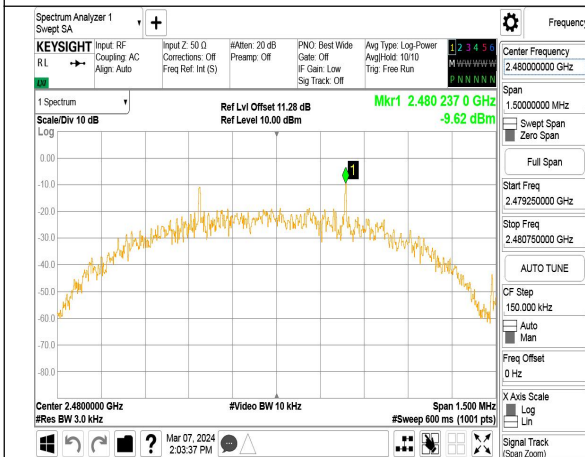 Spectrum Analyzer 1
Swept SA
Frequency
KEYSIGHT
RL
Input: RF
Coupling: AC
Align: Auto
Input Z: 50 Ω
Corrections: Off
Freq Ref: Int (S)
#Atten: 20 dB
Preamp: Off
PNO: Best Wide
Gate: Off
IF Gain: Low
Sig Track: Off
Avg Type: Log-Power
Avg|Hold: 10/10
Trig: Free Run
1 2 3 4 5 6
M W W W W W
P N N N N N
1 Spectrum
Scale/Div 10 dB
Log
Ref Lvl Offset 11.28 dB
Ref Level 10.00 dBm
Mkr1 2.480 237 0 GHz
-9.62 dBm
1
0.00
-10.0
-20.0
-30.0
-40.0
-50.0
-60.0
-70.0
-80.0
Center 2.4800000 GHz
#Res BW 3.0 kHz
#Video BW 10 kHz
Span 1.500 MHz
#Sweep 600 ms (1001 pts)
Mar 07, 2024
2:03:37 PM
Center Frequency
2.480000000 GHz
Span
1.50000000 MHz
Swept Span
Zero Span
Full Span
Start Freq
2.479250000 GHz
Stop Freq
2.480750000 GHz
AUTO TUNE
CF Step
150.000 kHz
Auto
Man
Freq Offset
0 Hz
X Axis Scale
Log
Lin
Signal Track
(Span Zoom)